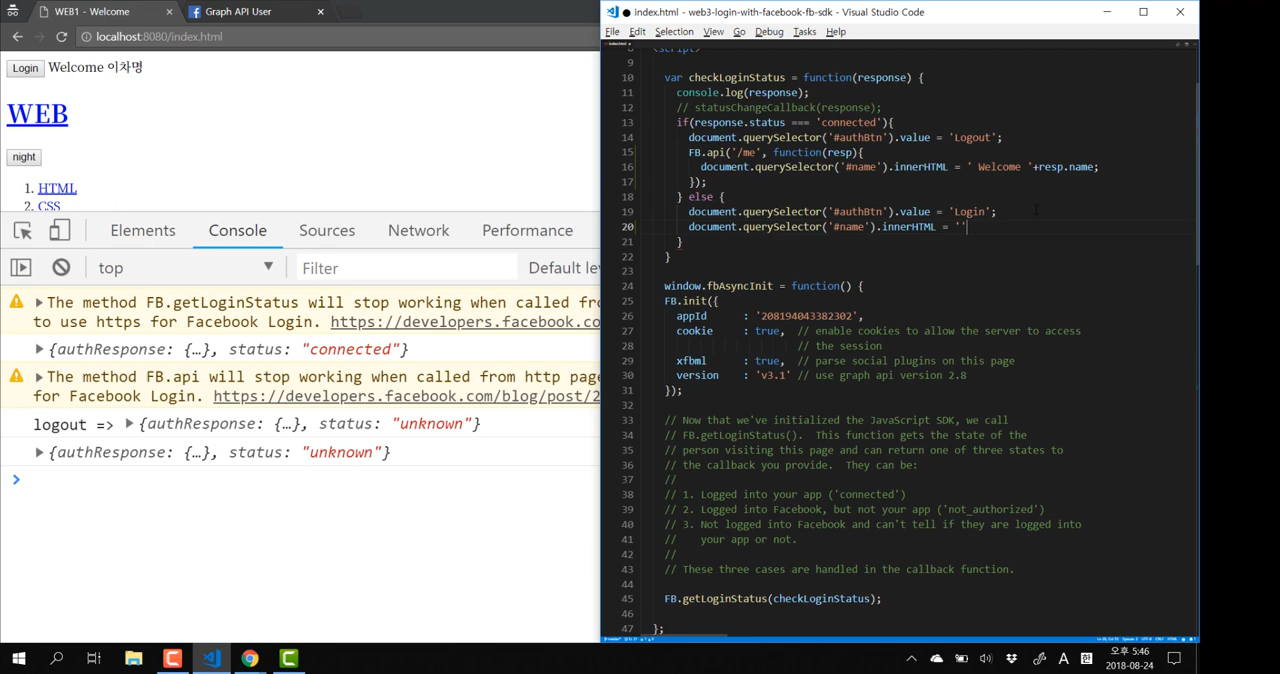 WEB1 - Welcome
Graph API User
localhost:8080/index.html
Login Welcome 이차명
WEB
night
1. HTML
2. CSS
Elements Console Sources Network Performance
top Filter Default lev
The method FB.getLoginStatus will stop working when called from
to use https for Facebook Login. https://developers.facebook.co
{authResponse: {…}, status: "connected"}
The method FB.api will stop working when called from http page
for Facebook Login. https://developers.facebook.com/blog/post/2
logout => {authResponse: {…}, status: "unknown"}
{authResponse: {…}, status: "unknown"}
index.html - web3-login-with-facebook-fb-sdk - Visual Studio Code
File Edit Selection View Go Debug Tasks Help
index.html
8 <script>
9
10 var checkLoginStatus = function(response) {
11 console.log(response);
12 // statusChangeCallback(response);
13 if(response.status === 'connected'){
14 document.querySelector('#authBtn').value = 'Logout';
15 FB.api('/me', function(resp){
16 document.querySelector('#name').innerHTML = ' Welcome '+resp.name;
17 });
18 } else {
19 document.querySelector('#authBtn').value = 'Login';
20 document.querySelector('#name').innerHTML = ''
21 }
22 }
23
24 window.fbAsyncInit = function() {
25 FB.init({
26 appId : '208194043382302',
27 cookie : true, // enable cookies to allow the server to access
28 // the session
29 xfbml : true, // parse social plugins on this page
30 version : 'v3.1' // use graph api version 2.8
31 });
32
33 // Now that we've initialized the JavaScript SDK, we call
34 // FB.getLoginStatus(). This function gets the state of the
35 // person visiting this page and can return one of three states to
36 // the callback you provide. They can be:
37 //
38 // 1. Logged into your app ('connected')
39 // 2. Logged into Facebook, but not your app ('not_authorized')
40 // 3. Not logged into Facebook and can't tell if they are logged into
41 // your app or not.
42 //
43 // These three cases are handled in the callback function.
44
45 FB.getLoginStatus(checkLoginStatus);
46
47 };
A 한 오후 5:46
2018-08-24